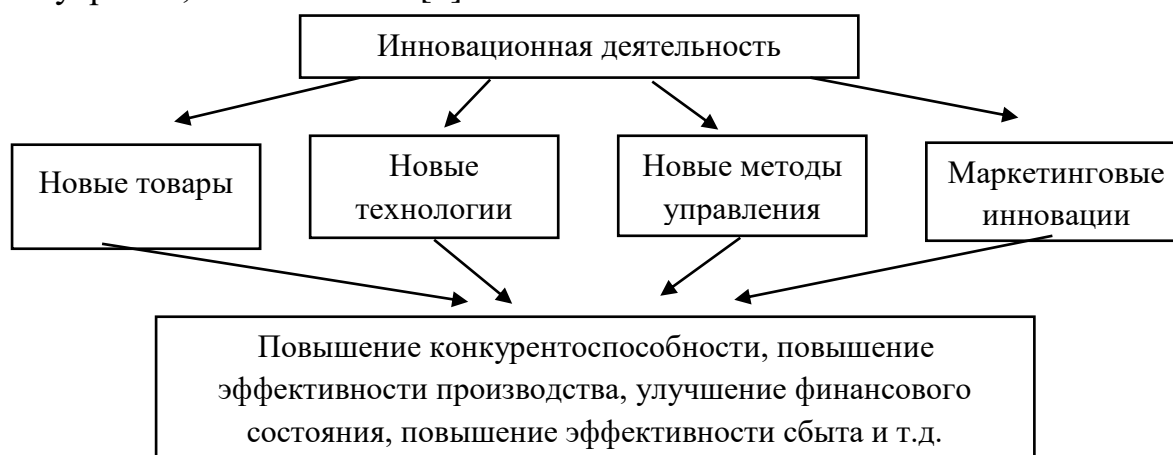 Инновационная деятельность
Новые товары
Новые
технологии
Новые методы
управления
Маркетинговые
инновации
Повышение конкурентоспособности, повышение
эффективности производства, улучшение финансового
состояния, повышение эффективности сбыта и т.д.